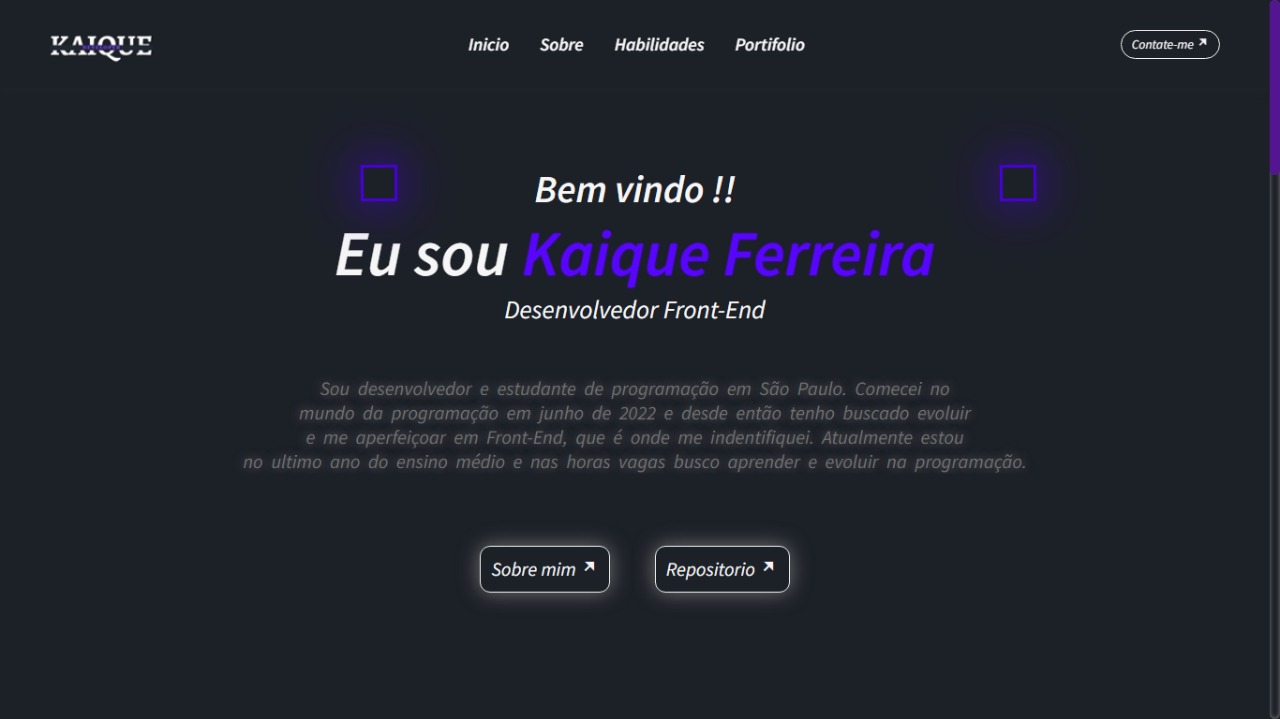 KAIQUE
Inicio Sobre Habilidades Portifolio
Contate-me
Bem vindo !!
Eu sou Kaique Ferreira
Desenvolvedor Front-End
Sou desenvolvedor e estudante de programação em São Paulo. Comecei no
mundo da programação em junho de 2022 e desde então tenho buscado evoluir
e me aperfeiçoar em Front-End, que é onde me indentifiquei. Atualmente estou
no ultimo ano do ensino médio e nas horas vagas busco aprender e evoluir na programação.
Sobre mim
Repositorio